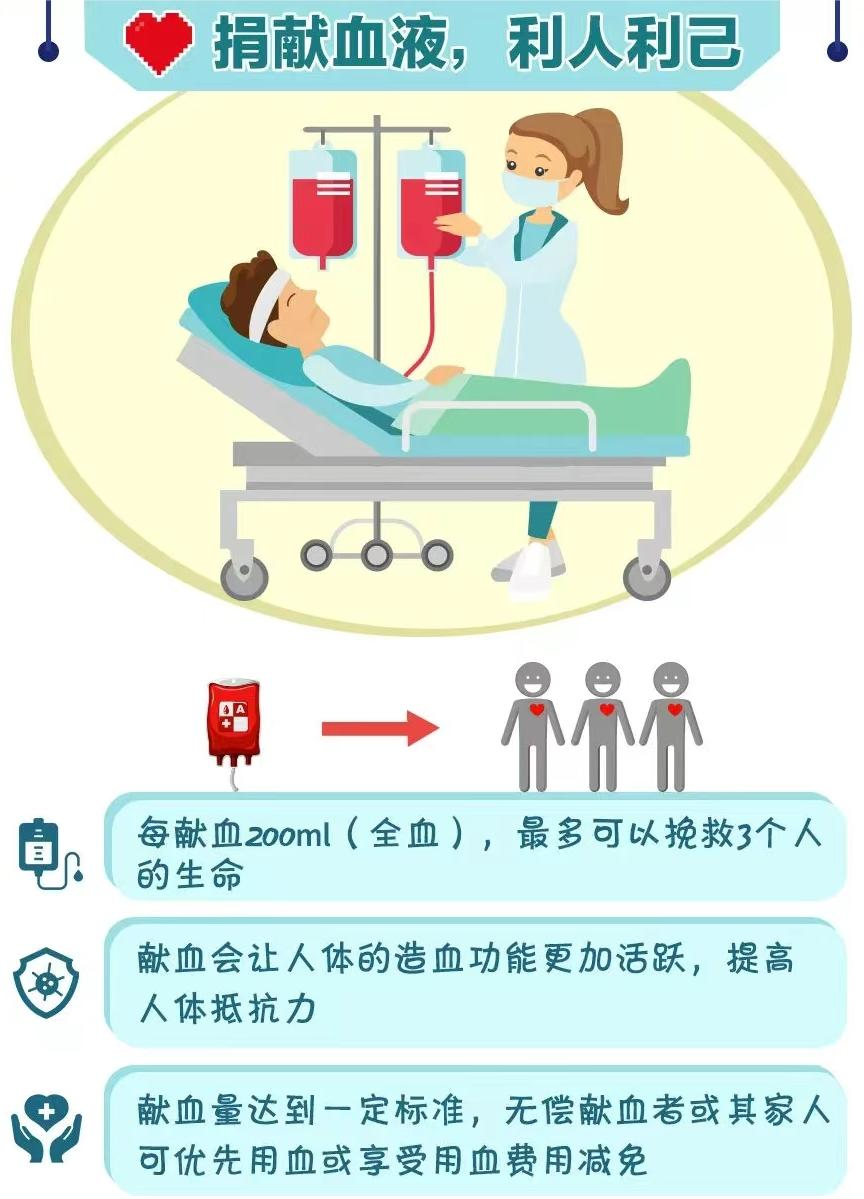 捐献血液，利人利己
A
每献血200ml（全血），最多可以挽救3个人
的生命
献血会让人体的造血功能更加活跃，提高
人体抵抗力
献血量达到一定标准，无偿献血者或其家人
可优先用血或享受用血费用减免